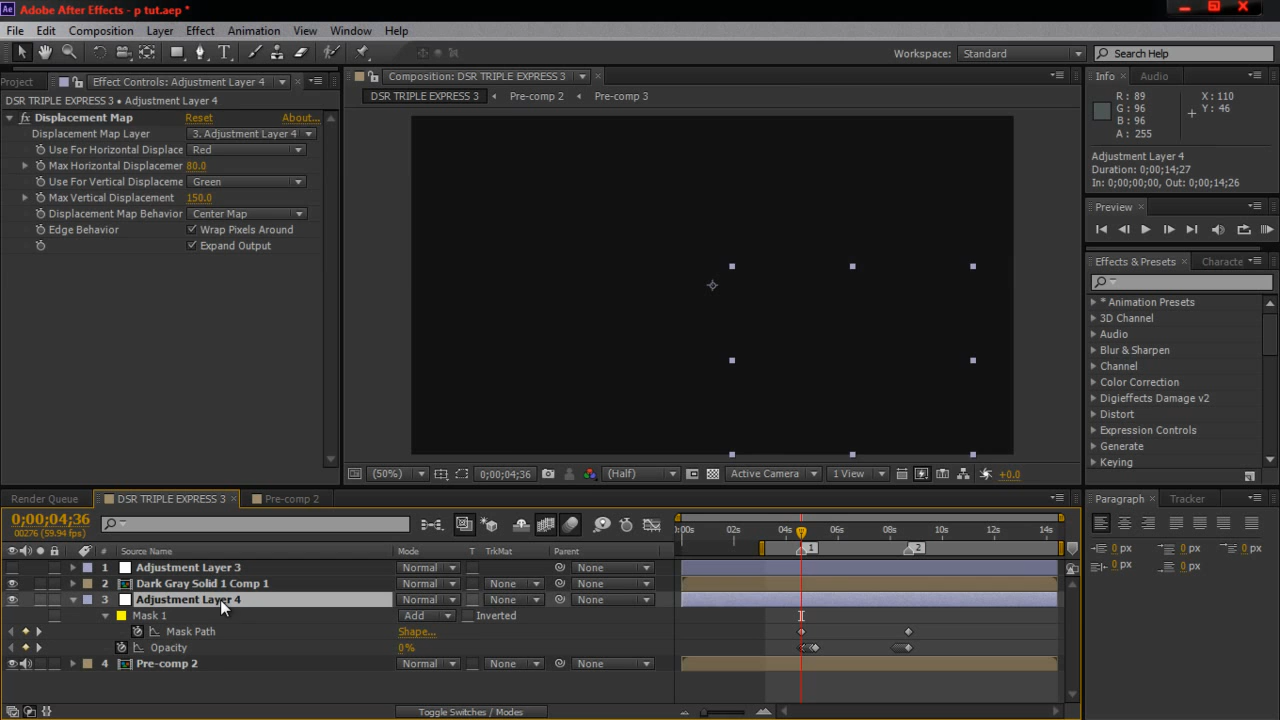 Adobe After Effects - p tut.aep *
File Edit Composition Layer Effect Animation View Window Help
Workspace: Standard Search Help
Project Effect Controls: Adjustment Layer 4
DSR TRIPLE EXPRESS 3 • Adjustment Layer 4
fx Displacement Map Reset About...
Displacement Map Layer 3. Adjustment Layer 4
Use For Horizontal Displace Red
Max Horizontal Displacemer 80.0
Use For Vertical Displaceme Green
Max Vertical Displacement 150.0
Displacement Map Behavior Center Map
Edge Behavior Wrap Pixels Around
Expand Output
Composition: DSR TRIPLE EXPRESS 3
DSR TRIPLE EXPRESS 3 Pre-comp 2 Pre-comp 3
(50%) 0;00;04;36 (Half) Active Camera 1 View +0.0
Info Audio
R: 89 X: 110
G: 96 Y: 46
B: 96
A: 255
Adjustment Layer 4
Duration: 0;00;14;27
In: 0;00;00;00, Out: 0;00;14;26
Preview
Effects & Presets Characte
* Animation Presets
3D Channel
Audio
Blur & Sharpen
Channel
Color Correction
Digieffects Damage v2
Distort
Expression Controls
Generate
Keying
Render Queue DSR TRIPLE EXPRESS 3 Pre-comp 2
0;00;04;36
00276 (59.94 fps)
:00s 02s 04s 06s 08s 10s 12s 14s
1 2
# Source Name Mode T TrkMat Parent
1 Adjustment Layer 3 Normal None
2 Dark Gray Solid 1 Comp 1 Normal None None
3 Adjustment Layer 4 Normal None None
Mask 1 Add Inverted
Mask Path Shape...
Opacity 0%
4 Pre-comp 2 Normal None None
Toggle Switches / Modes
Paragraph Tracker
0 px 0 px 0 px
0 px 0 px